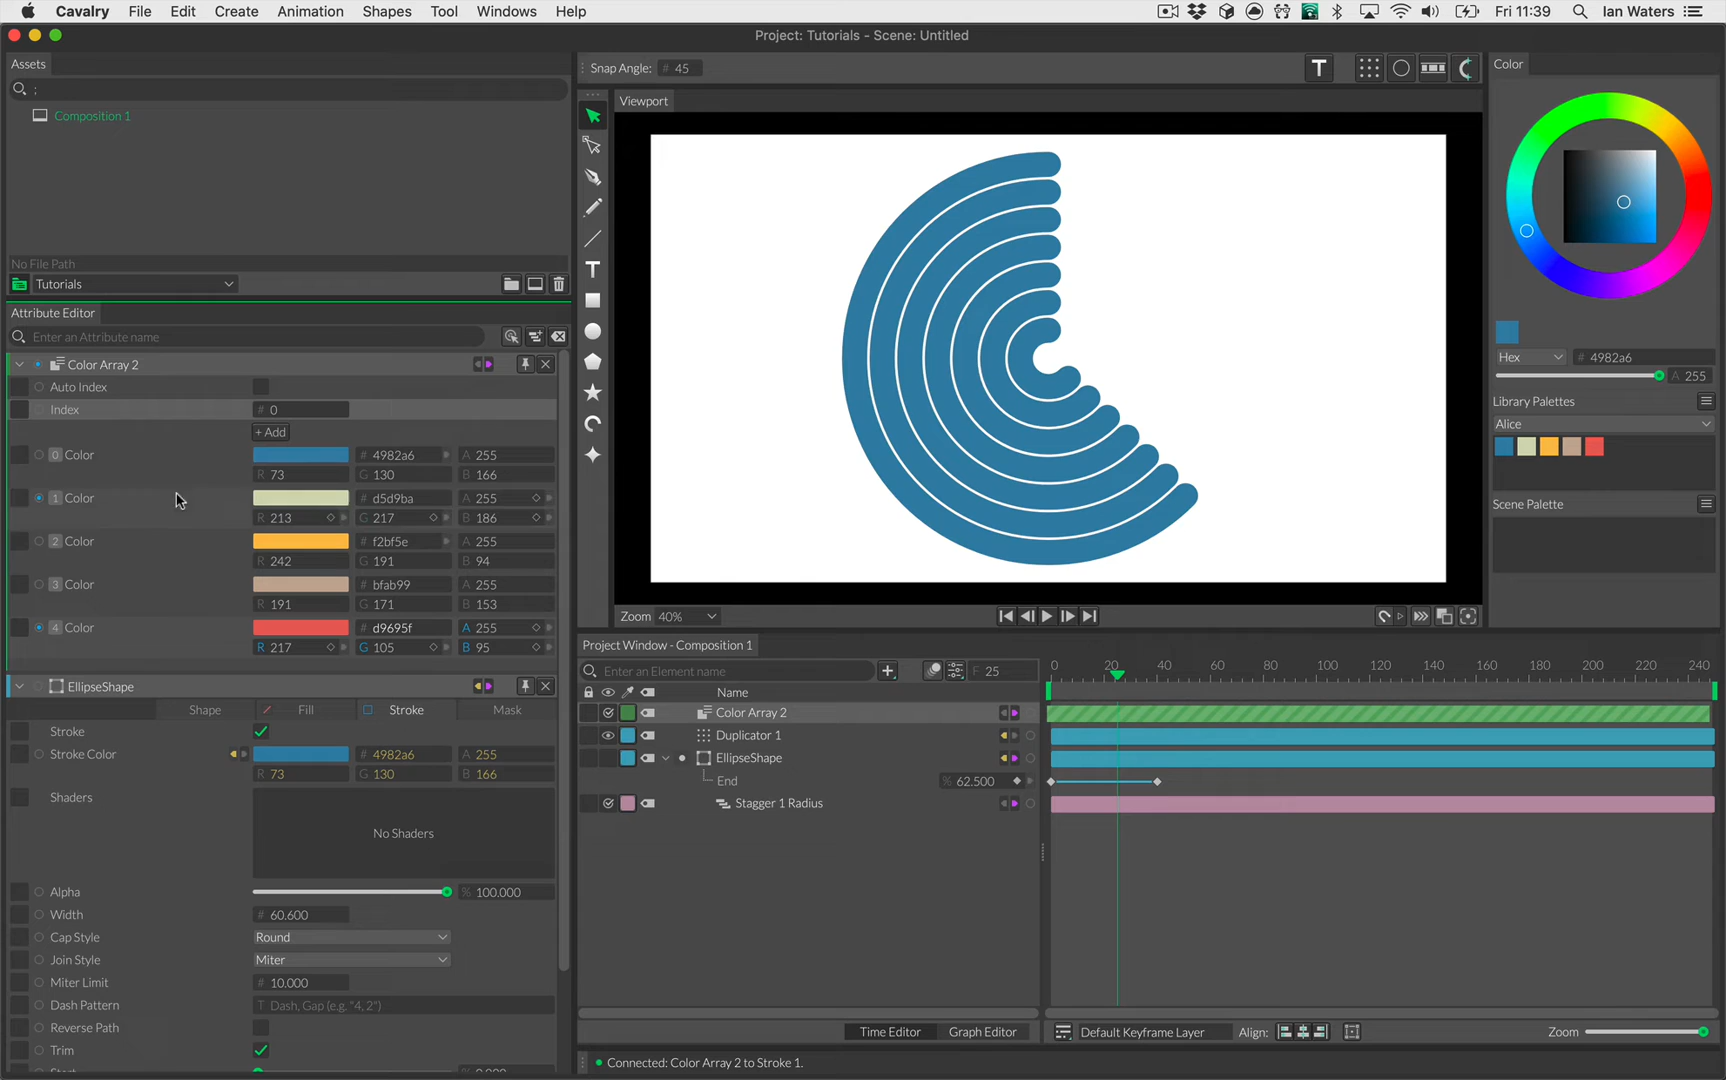 Cavalry File Edit Create Animation Shapes Tool Windows Help Fri 11:39 Ian Waters
Project: Tutorials - Scene: Untitled
Assets
;
Composition 1
No File Path
Tutorials
Snap Angle: # 45
Viewport
Zoom 40%
Color
Hex # 4982a6
A 255
Library Palettes
Alice
Scene Palette
Attribute Editor
Enter an Attribute name
Color Array 2
Auto Index
Index # 0
+ Add
0 Color # 4982a6 A 255
R 73 G 130 B 166
1 Color # d5d9ba A 255
R 213 G 217 B 186
2 Color # f2bf5e A 255
R 242 G 191 B 94
3 Color # bfab99 A 255
R 191 G 171 B 153
4 Color # d9695f A 255
R 217 G 105 B 95
EllipseShape
Shape Fill Stroke Mask
Stroke
Stroke Color # 4982a6 A 255
R 73 G 130 B 166
Shaders
No Shaders
Alpha % 100.000
Width # 60.600
Cap Style Round
Join Style Miter
Miter Limit # 10.000
Dash Pattern T Dash, Gap (e.g. "4, 2")
Reverse Path
Trim
Project Window - Composition 1
Enter an Element name F 25
0 20 40 60 80 100 120 140 160 180 200 220 240
Name
Color Array 2
Duplicator 1
EllipseShape
End % 62.500
Stagger 1 Radius
Time Editor Graph Editor Default Keyframe Layer Align: Zoom
Connected: Color Array 2 to Stroke 1.